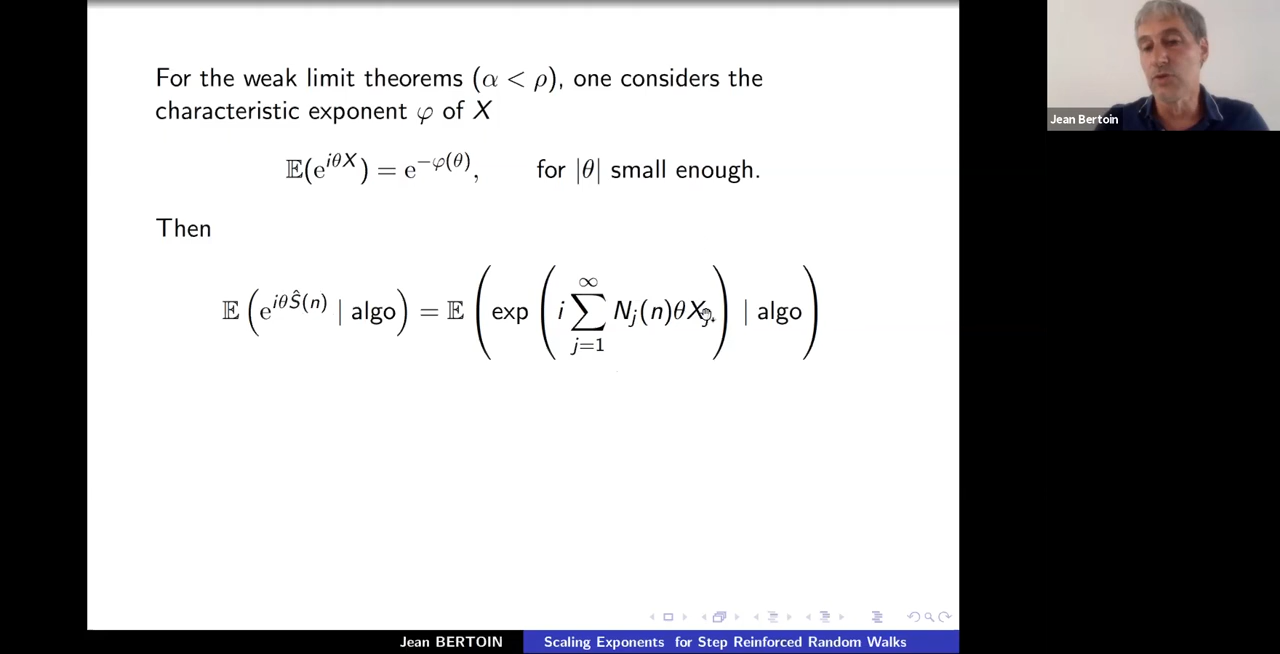 For the weak limit theorems (α < ρ), one considers the
characteristic exponent φ of X
𝔼(e^{iθX}) = e^{−φ(θ)}, for |θ| small enough.
Then
𝔼 (e^{iθŜ(n)} | algo) = 𝔼 (exp (i ∑_{j=1}^{∞} N_j(n)θX_j) | algo)
Jean BERTOIN Scaling Exponents for Step Reinforced Random Walks
Jean Bertoin